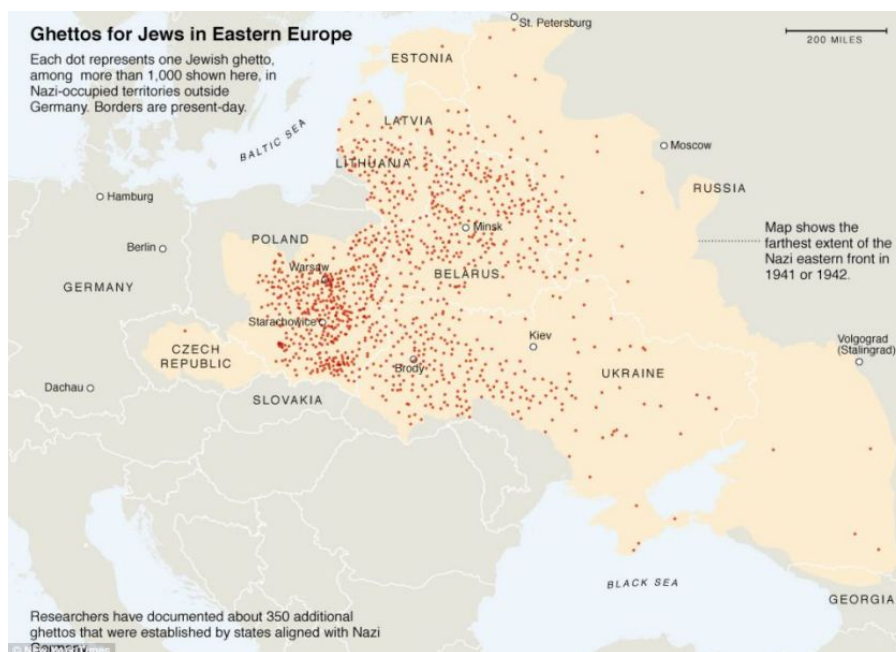 Ghettos for Jews in Eastern Europe
Each dot represents one Jewish ghetto,
among more than 1,000 shown here, in
Nazi-occupied territories outside
Germany. Borders are present-day.
200 MILES
St. Petersburg
ESTONIA
BALTIC SEA
LATVIA
Moscow
LITHUANIA
RUSSIA
Hamburg
Minsk
Map shows the
farthest extent of the
Nazi eastern front in
1941 or 1942.
POLAND
Berlin
Warsaw
BELARUS
GERMANY
Starachowice
Kiev
Volgograd
(Stalingrad)
CZECH
REPUBLIC
Brody
UKRAINE
Dachau
SLOVAKIA
BLACK SEA
GEORGIA
Researchers have documented about 350 additional
ghettos that were established by states aligned with Nazi
Germany.